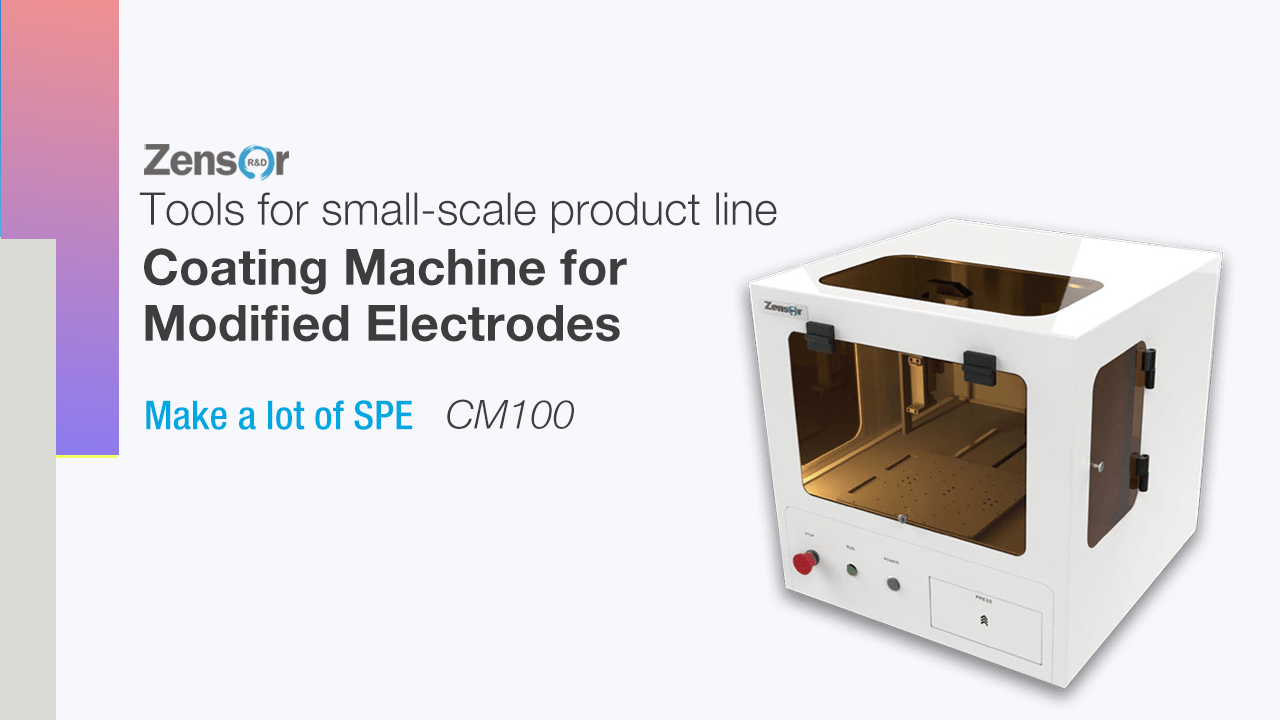 Zensor R&D
Tools for small-scale product line
Coating Machine for
Modified Electrodes
Make a lot of SPE CM100
Zensor
STOP
RUN
POWER
PRESS